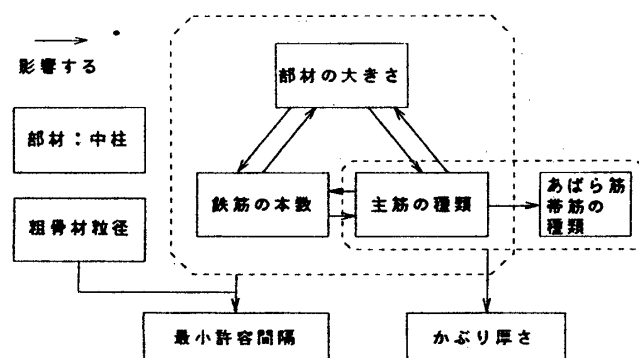 影響する
部材の大きさ
部材：中柱
鉄筋の本数
主筋の種類
あばら筋
帯筋の
種類
粗骨材粒径
最小許容間隔
かぶり厚さ